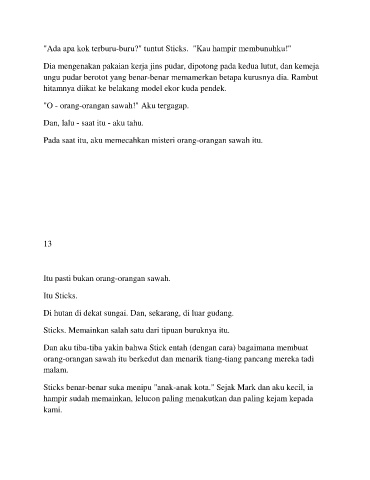 "Ada apa kok terburu-buru?" tuntut Sticks.  "Kau hampir membunuhku!"
Dia mengenakan pakaian kerja jins pudar, dipotong pada kedua lutut, dan kemeja
ungu pudar berotot yang benar-benar memamerkan betapa kurusnya dia. Rambut
hitamnya diikat ke belakang model ekor kuda pendek.
"O - orang-orangan sawah!" Aku tergagap.
Dan, lalu - saat itu - aku tahu.
Pada saat itu, aku memecahkan misteri orang-orangan sawah itu.
13
Itu pasti bukan orang-orangan sawah.
Itu Sticks.
Di hutan di dekat sungai. Dan, sekarang, di luar gudang.
Sticks. Memainkan salah satu dari tipuan buruknya itu.
Dan aku tiba-tiba yakin bahwa Stick entah (dengan cara) bagaimana membuat
orang-orangan sawah itu berkedut dan menarik tiang-tiang pancang mereka tadi
malam.
Sticks benar-benar suka menipu "anak-anak kota." Sejak Mark dan aku kecil, ia
hampir sudah memainkan, lelucon paling menakutkan dan paling kejam kepada
kami.